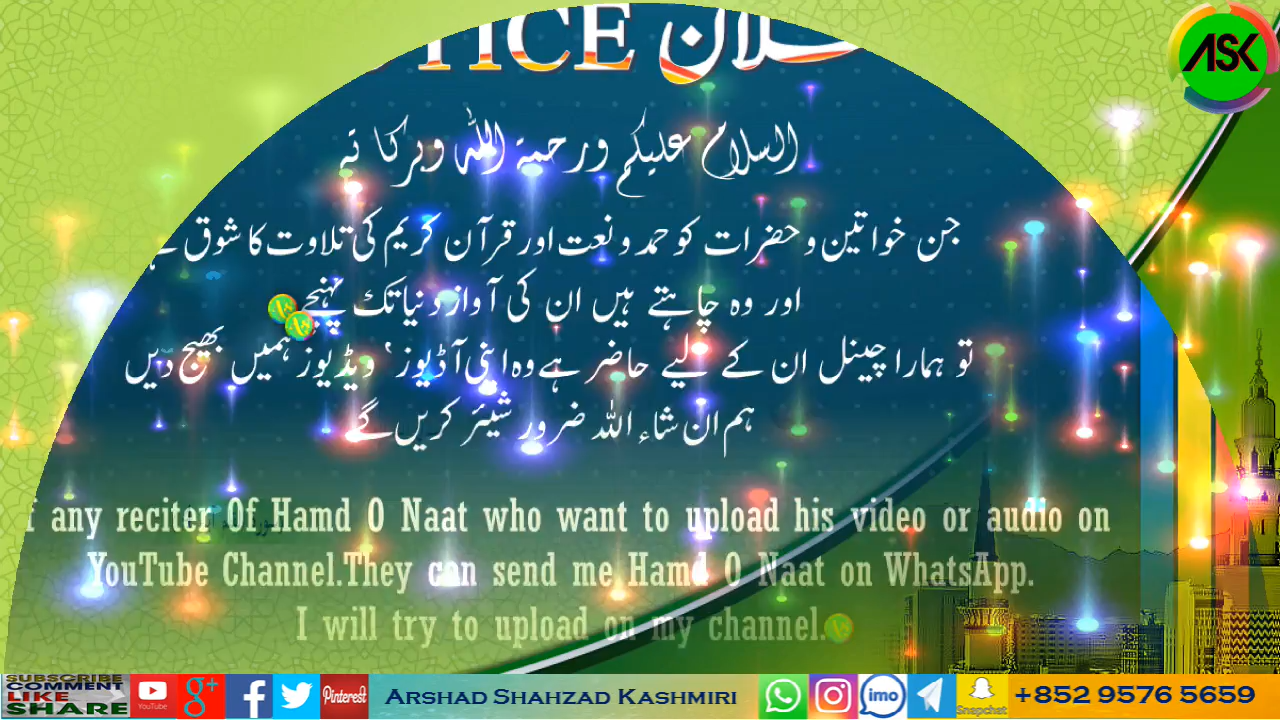 TICE
السلام علیکم ورحمۃ اللہ وبرکاتہ
جن خواتین و حضرات کو حمد و نعت اور قرآن کریم کی تلاوت کا شوق ہے
اور وہ چاہتے ہیں ان کی آواز دنیا تک پہنچے
تو ہمارا چینل ان کے لیے حاضر ہے وہ اپنی آڈیوز ' ویڈیوز ہمیں بھیج دیں
ہم ان شاء اللہ ضرور شیئر کریں گے
any reciter Of Hamd O Naat who want to upload his video or audio on
YouTube Channel.They can send me Hamd O Naat on WhatsApp.
I will try to upload on my channel.
ASK
SUBSCRIBE
COMMENT
LIKE
SHARE
YouTube
g+
Pinterest
ARSHAD SHAHZAD KASHMIRI
imo
Snapchat
+852 9576 5659